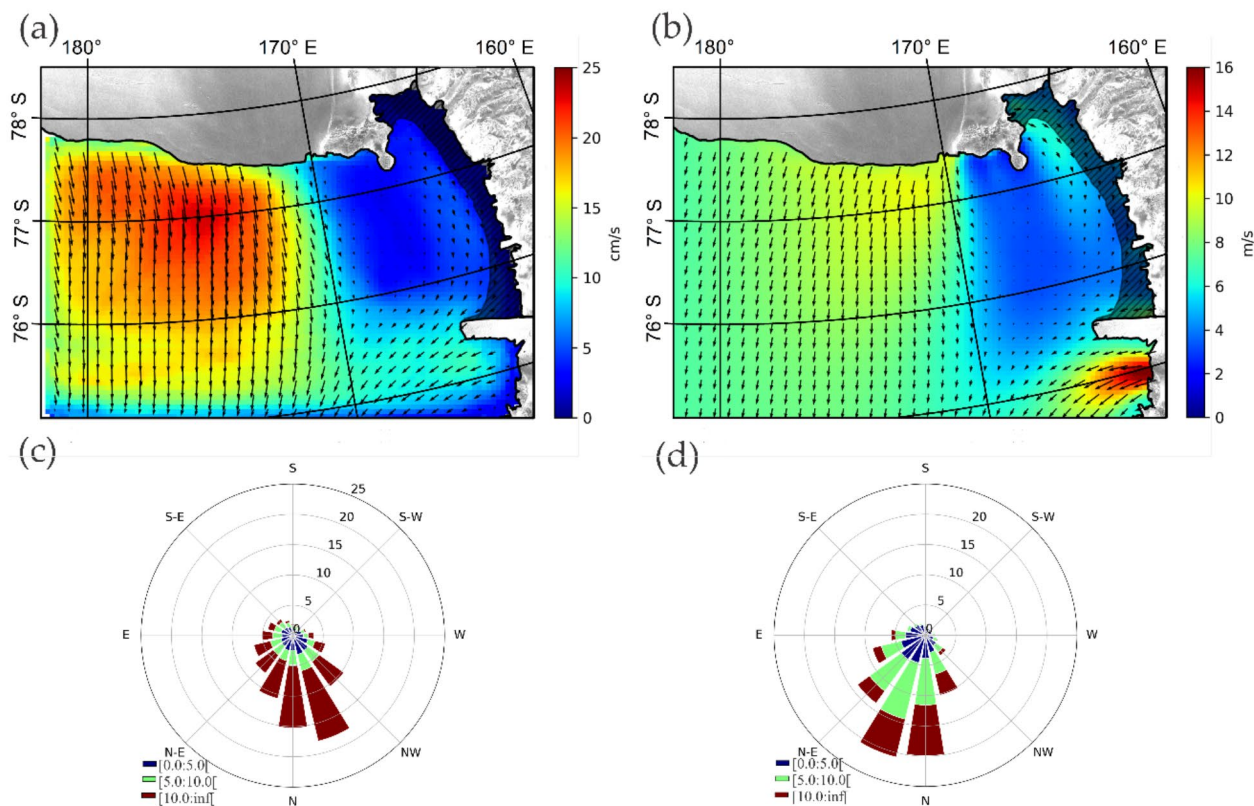 (a)
(b)
180° 170° E 160° E
180° 170° E 160° E
78° S
77° S
76° S
25
20
15
10
5
0
cm/s
78° S
77° S
76° S
16
14
12
10
8
6
4
2
0
m/s
(c)
(d)
S
S-E
S-W
E
W
N-E
NW
N
25
20
15
10
5
0
[0.0:5.0[
[5.0:10.0[
[10.0:inf[
S
S-E
S-W
E
W
N-E
NW
N
20
15
10
5
0
[0.0:5.0[
[5.0:10.0[
[10.0:inf[